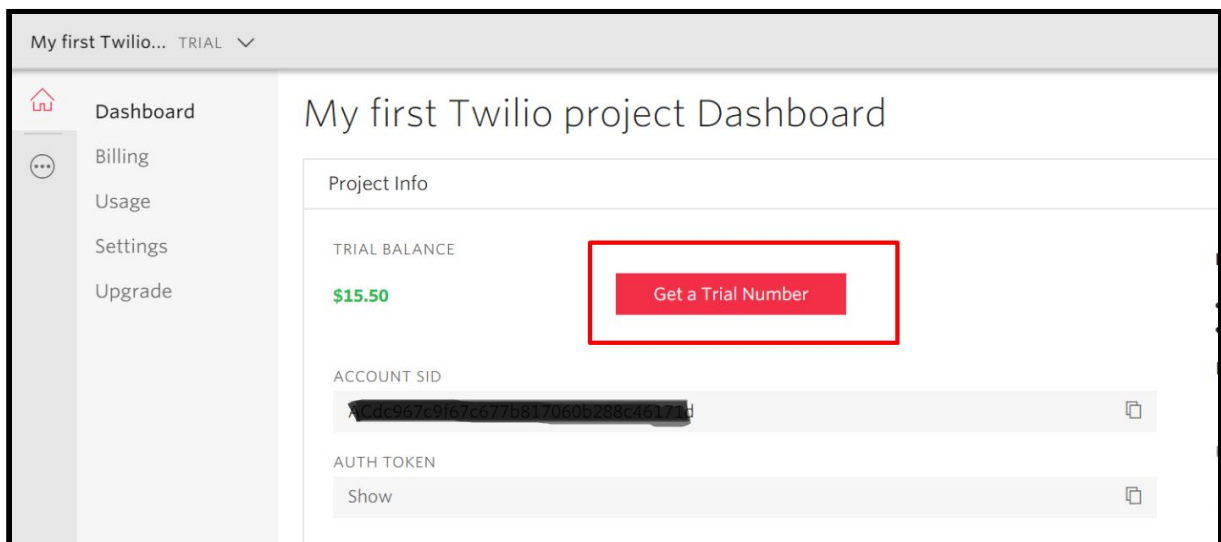 My first Twilio... TRIAL
Dashboard
Billing
Usage
Settings
Upgrade
My first Twilio project Dashboard
Project Info
TRIAL BALANCE
$15.50
Get a Trial Number
ACCOUNT SID
AUTH TOKEN
Show